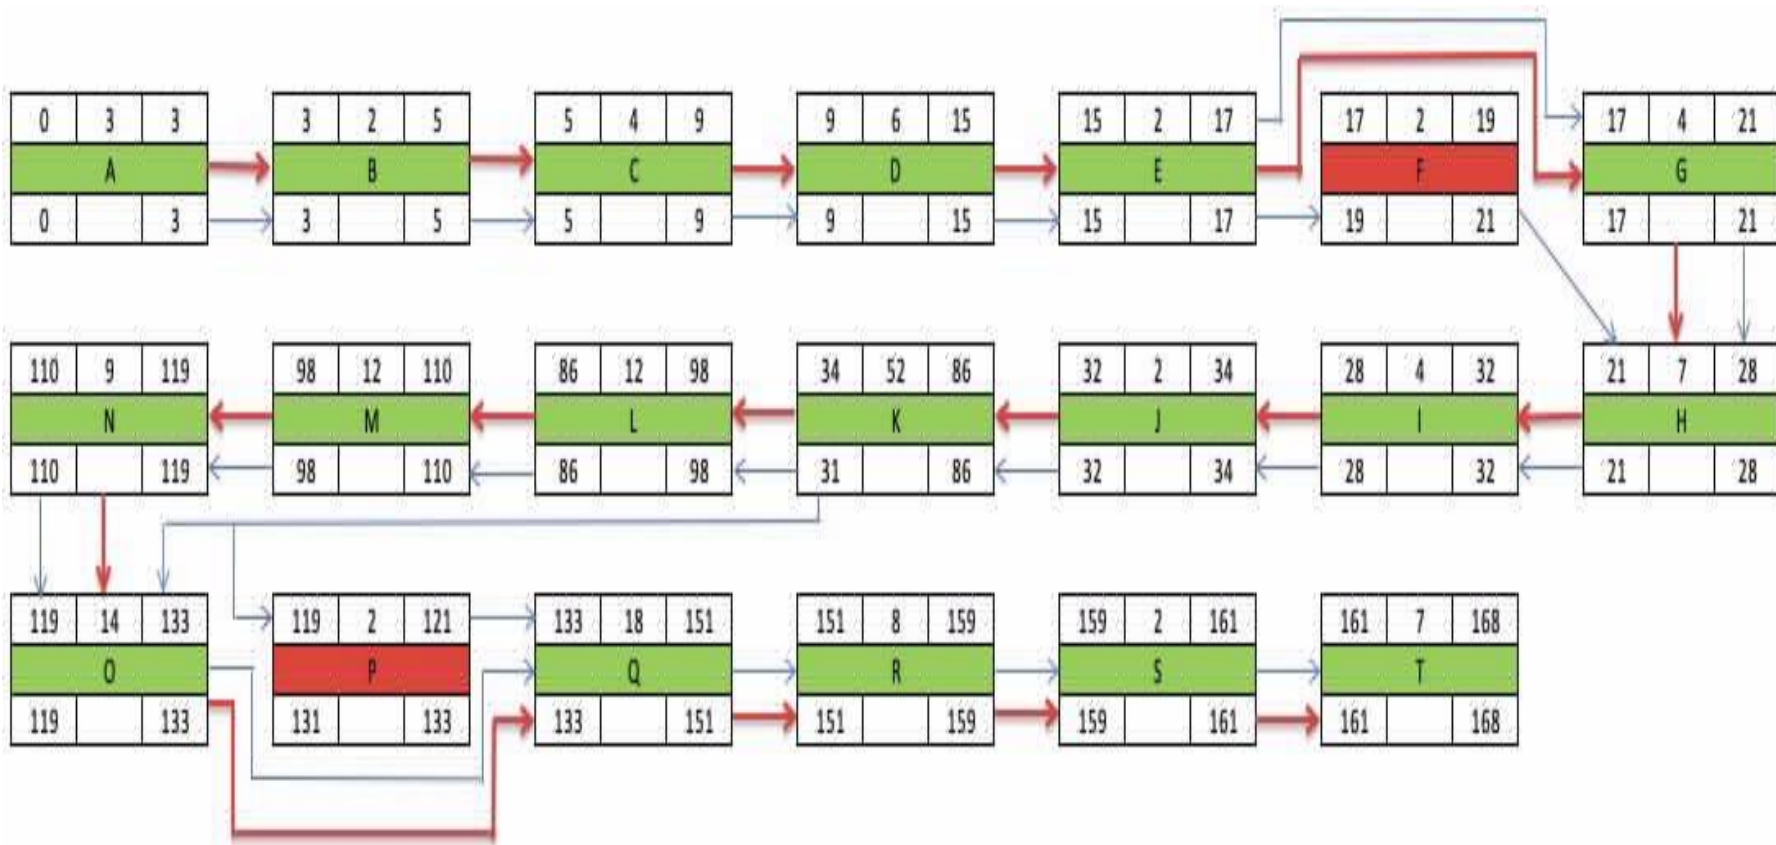 0 3 3 3 2 5 5 4 9 9 6 15 15 2 17 17 2 19 17 4 21
A B C D E F G
0 3 3 5 5 9 9 15 15 17 19 21 17 21
110 9 119 98 12 110 86 12 98 34 52 86 32 2 34 28 4 32 21 7 28
N M L K J I H
110 119 98 110 86 98 31 86 32 34 28 32 21 28
119 14 133 119 2 121 133 18 151 151 8 159 159 2 161 161 7 168
O P Q R S T
119 133 131 133 133 151 151 159 159 161 161 168